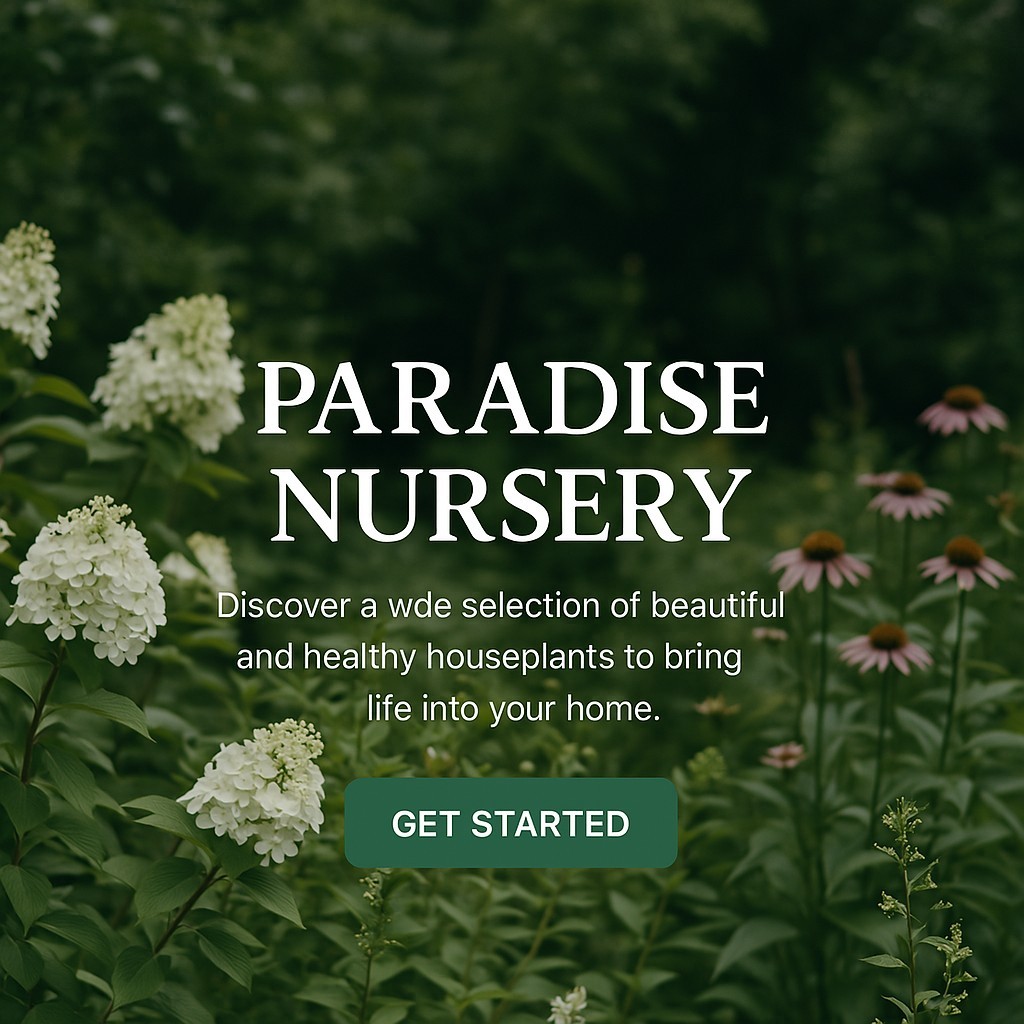 PARADISE
NURSERY
Discover a wde selection of beautiful
and healthy houseplants to bring
life into your home.
GET STARTED